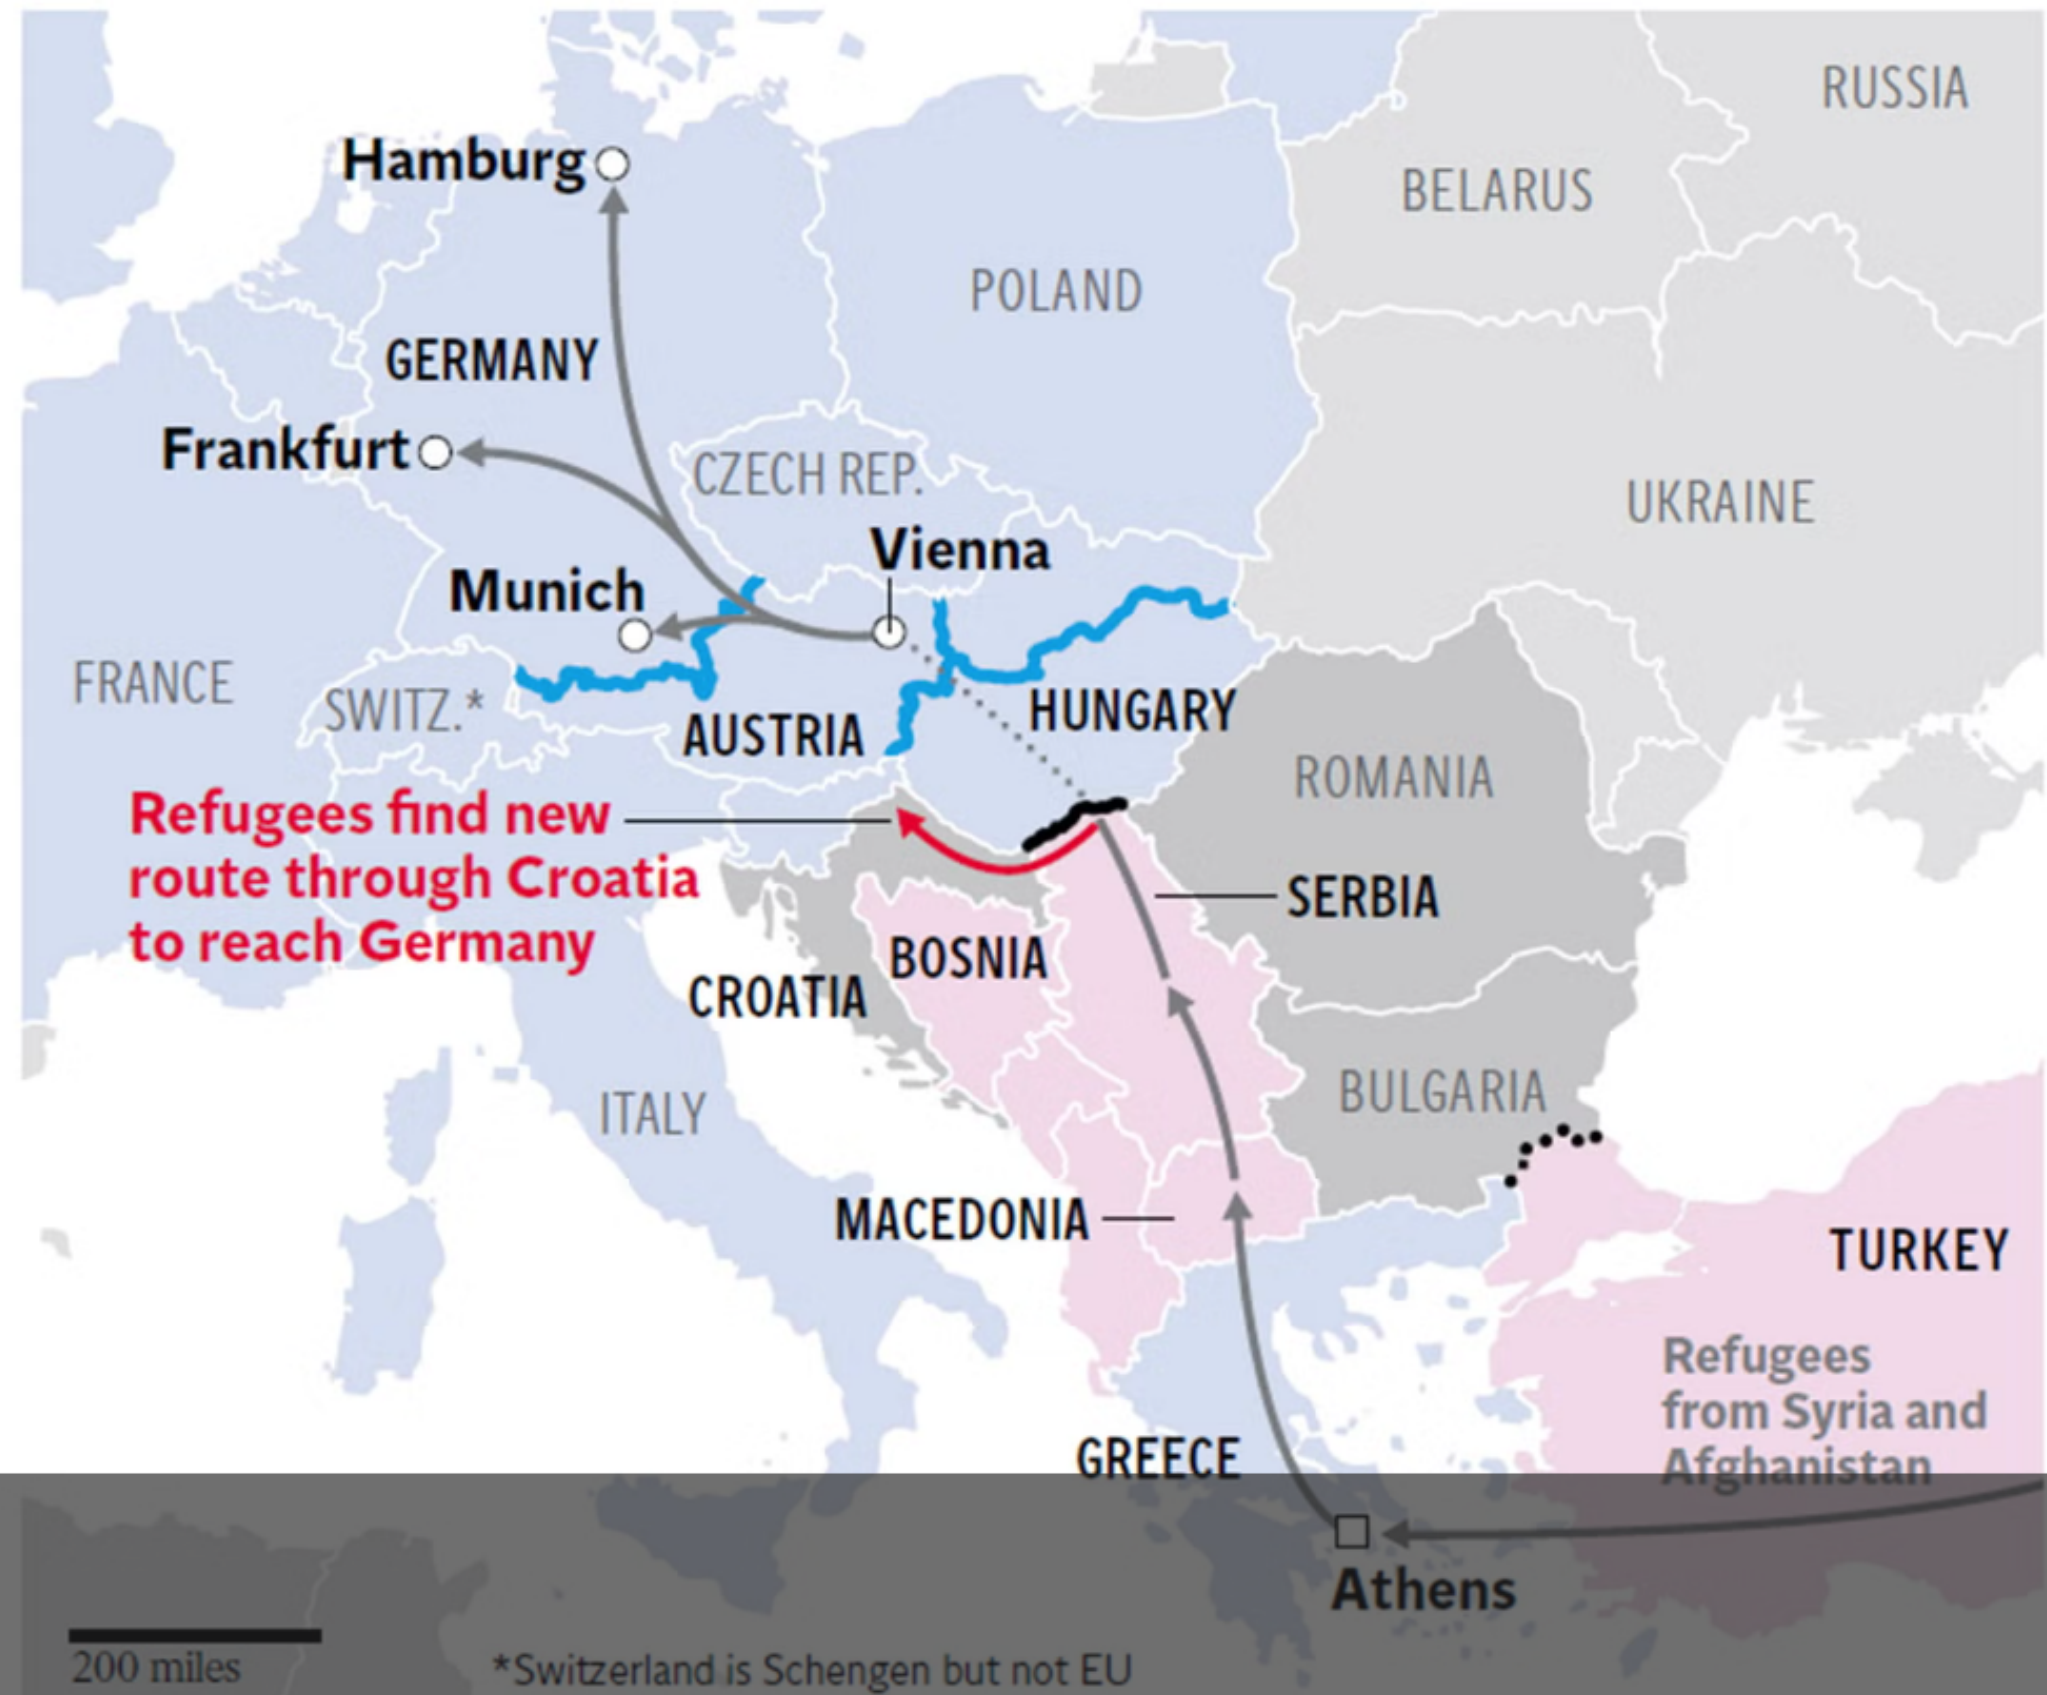 RUSSIA
Hamburg
BELARUS
POLAND
GERMANY
Frankfurt
CZECH REP.
UKRAINE
Vienna
Munich
FRANCE
SWITZ.*
HUNGARY
AUSTRIA
ROMANIA
Refugees find new
route through Croatia
to reach Germany
SERBIA
BOSNIA
CROATIA
BULGARIA
ITALY
MACEDONIA
TURKEY
Refugees
from Syria and
Afghanistan
GREECE
Athens
200 miles
*Switzerland is Schengen but not EU